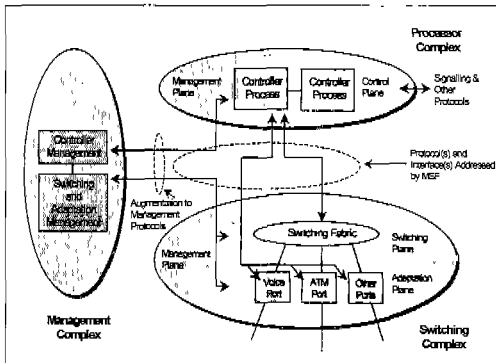 Processor
Complex
Management
Plane
Controller
Process
Controller
Process
Control
Plane
Signalling &
Other
Protocols
Controller
Management
Switching
and
Adaptation
Management
Protocol(s) and
Interface(s) Addressed
by MSF
Augmentation to
Management
Protocols
Switching Fabric
Switching
Plane
Management
Plane
Voice
Port
ATM
Port
Other
Ports
Adaptation
Plane
Management
Complex
Switching
Complex